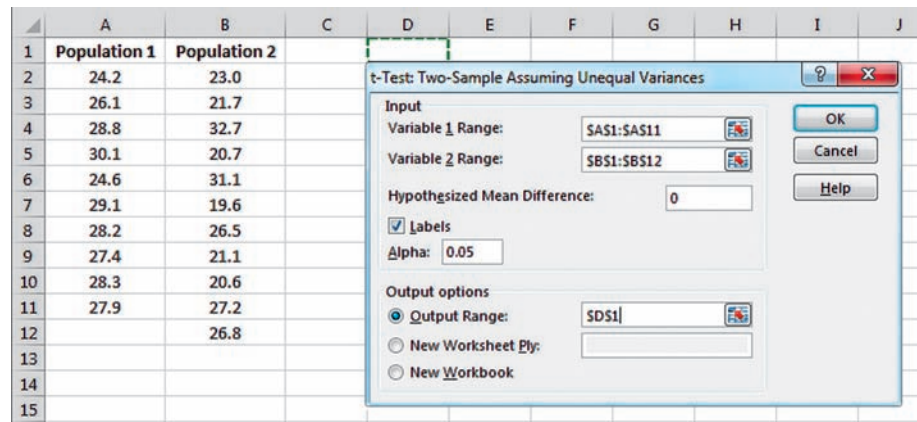 A B C D E F G H I J
1 Population 1 Population 2
2 24.2 23.0
3 26.1 21.7
4 28.8 32.7
5 30.1 20.7
6 24.6 31.1
7 29.1 19.6
8 28.2 26.5
9 27.4 21.1
10 28.3 20.6
11 27.9 27.2
12 26.8
13
14
15
t-Test: Two-Sample Assuming Unequal Variances
Input
Variable 1 Range: $A$1:$A$11
Variable 2 Range: $B$1:$B$12
Hypothesized Mean Difference: 0
Labels
Alpha: 0.05
Output options
Output Range: $D$1
New Worksheet Ply:
New Workbook
?
X
OK
Cancel
Help